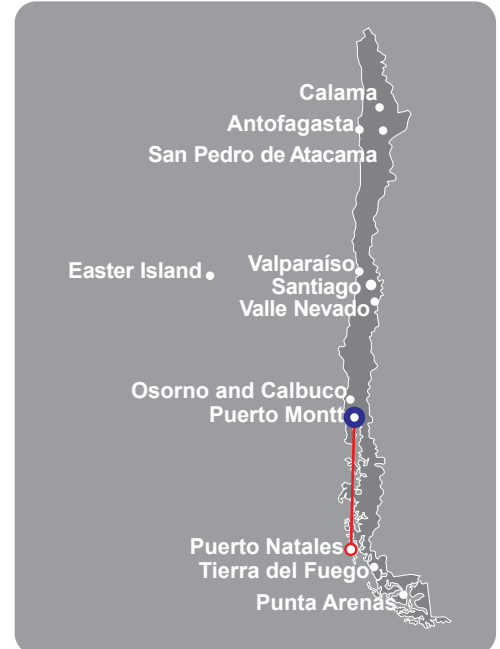 Calama
Antofagasta
San Pedro de Atacama
Easter Island
Valparaíso
Santiago
Valle Nevado
Osorno and Calbuco
Puerto Montt
Puerto Natales
Tierra del Fuego
Punta Arenas